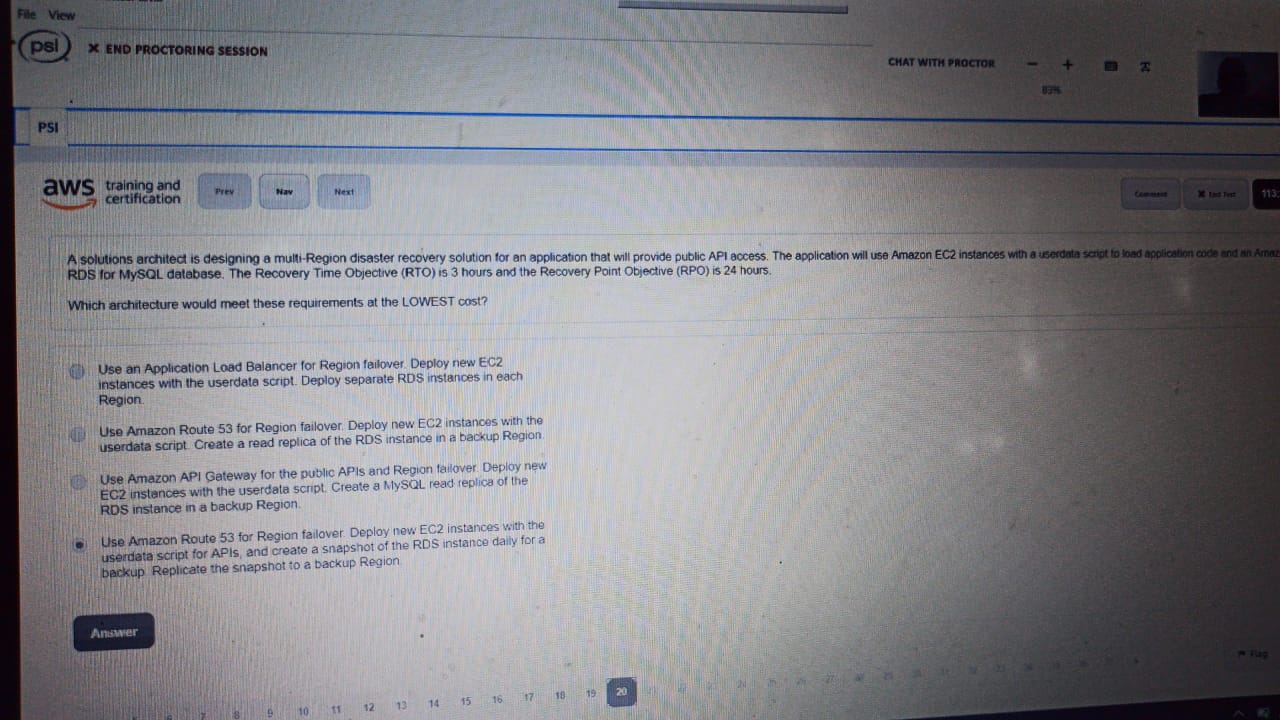 File View
psi
✕ END PROCTORING SESSION
CHAT WITH PROCTOR
− +
83%
PSI
aws training and
certification
Prev
Nav
Next
Comment
✕ End Test
113:
A solutions architect is designing a multi-Region disaster recovery solution for an application that will provide public API access. The application will use Amazon EC2 instances with a userdata script to load application code and an Amaz
RDS for MySQL database. The Recovery Time Objective (RTO) is 3 hours and the Recovery Point Objective (RPO) is 24 hours.
Which architecture would meet these requirements at the LOWEST cost?
Use an Application Load Balancer for Region failover. Deploy new EC2
instances with the userdata script. Deploy separate RDS instances in each
Region.
Use Amazon Route 53 for Region failover. Deploy new EC2 instances with the
userdata script. Create a read replica of the RDS instance in a backup Region.
Use Amazon API Gateway for the public APIs and Region failover. Deploy new
EC2 instances with the userdata script. Create a MySQL read replica of the
RDS instance in a backup Region.
Use Amazon Route 53 for Region failover. Deploy new EC2 instances with the
userdata script for APIs, and create a snapshot of the RDS instance daily for a
backup. Replicate the snapshot to a backup Region.
Answer
Flag
8 9 10 11 12 13 14 15 16 17 18 19 20